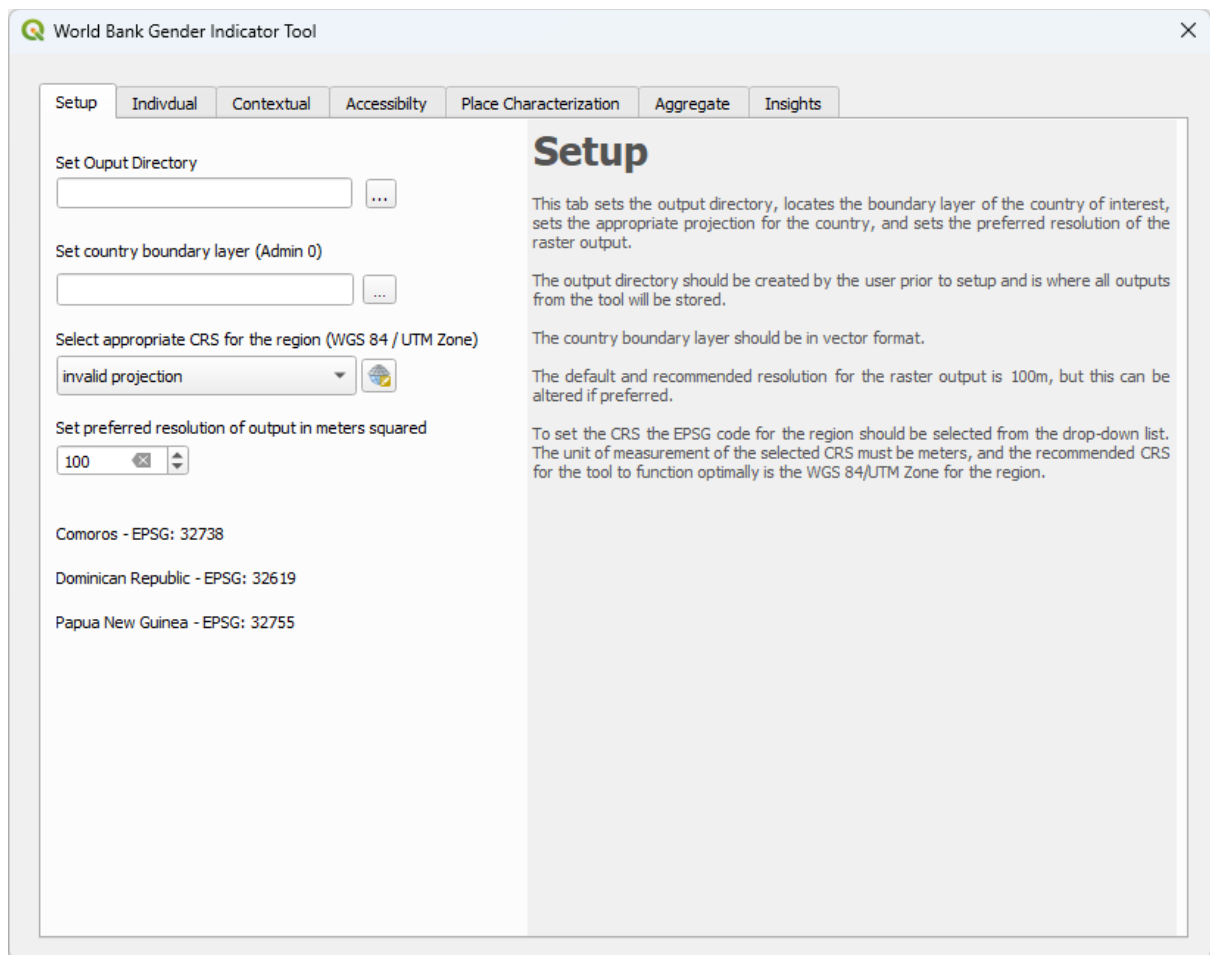 World Bank Gender Indicator Tool
Setup Indivdual Contextual Accessibilty Place Characterization Aggregate Insights
Set Ouput Directory
...
Set country boundary layer (Admin 0)
...
Select appropriate CRS for the region (WGS 84 / UTM Zone)
invalid projection
Set preferred resolution of output in meters squared
100
Comoros - EPSG: 32738
Dominican Republic - EPSG: 32619
Papua New Guinea - EPSG: 32755
Setup
This tab sets the output directory, locates the boundary layer of the country of interest,
sets the appropriate projection for the country, and sets the preferred resolution of the
raster output.
The output directory should be created by the user prior to setup and is where all outputs
from the tool will be stored.
The country boundary layer should be in vector format.
The default and recommended resolution for the raster output is 100m, but this can be
altered if preferred.
To set the CRS the EPSG code for the region should be selected from the drop-down list.
The unit of measurement of the selected CRS must be meters, and the recommended CRS
for the tool to function optimally is the WGS 84/UTM Zone for the region.